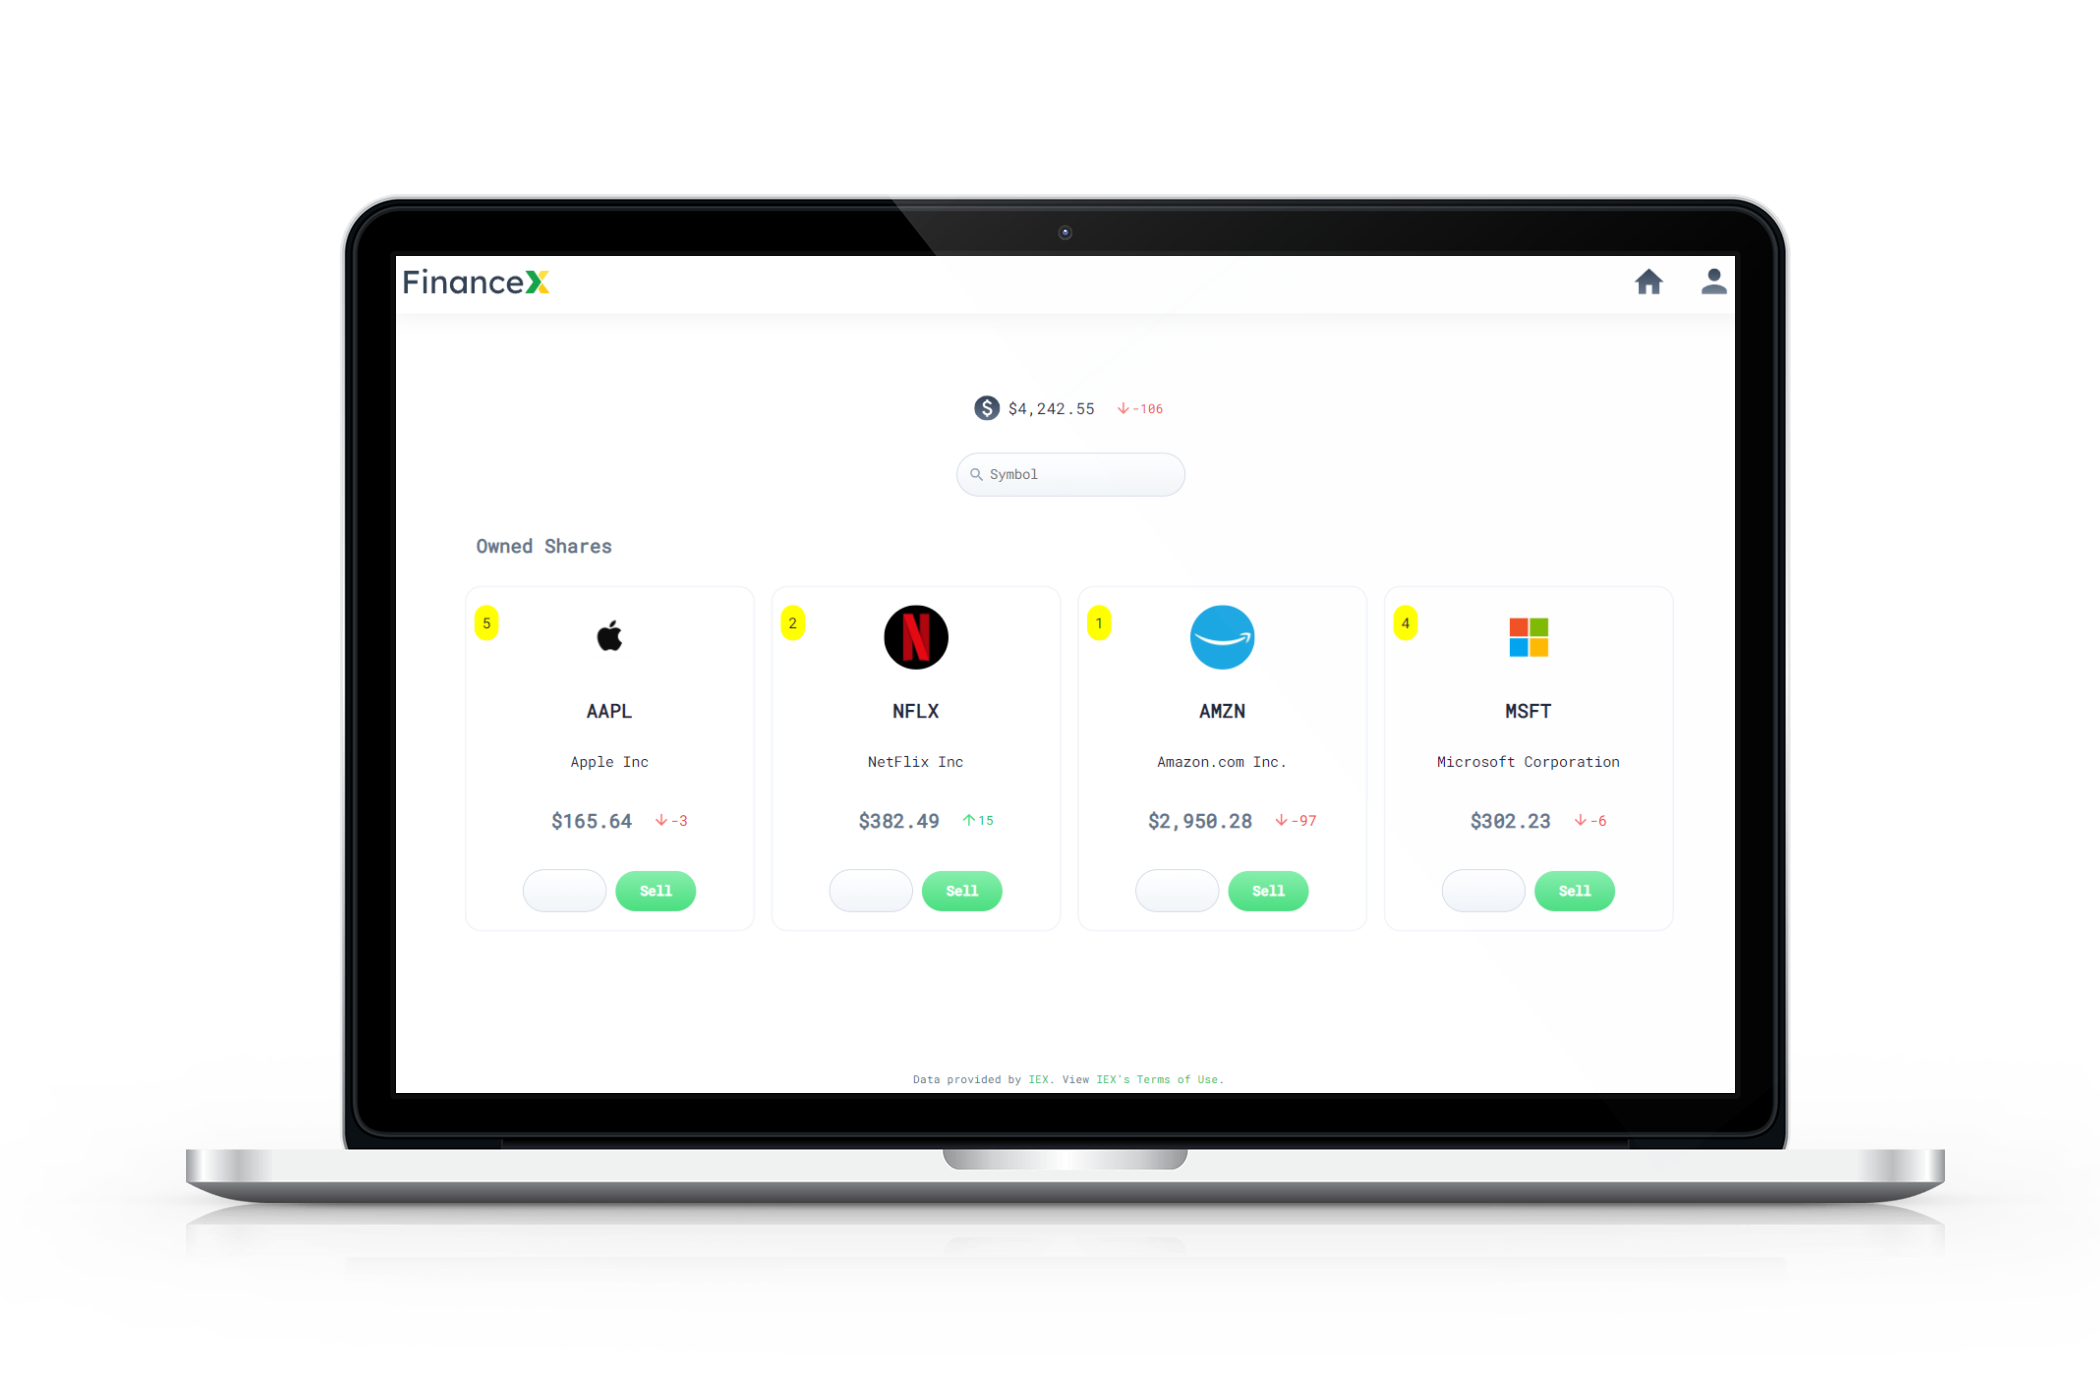 FinanceX
$4,242.55 -106
Symbol
Owned Shares
5 2 1 4
AAPL NFLX AMZN MSFT
Apple Inc NetFlix Inc Amazon.com Inc. Microsoft Corporation
$165.64 -3 $382.49 15 $2,950.28 -97 $302.23 -6
Sell Sell Sell Sell
Data provided by IEX. View IEX's Terms of Use.